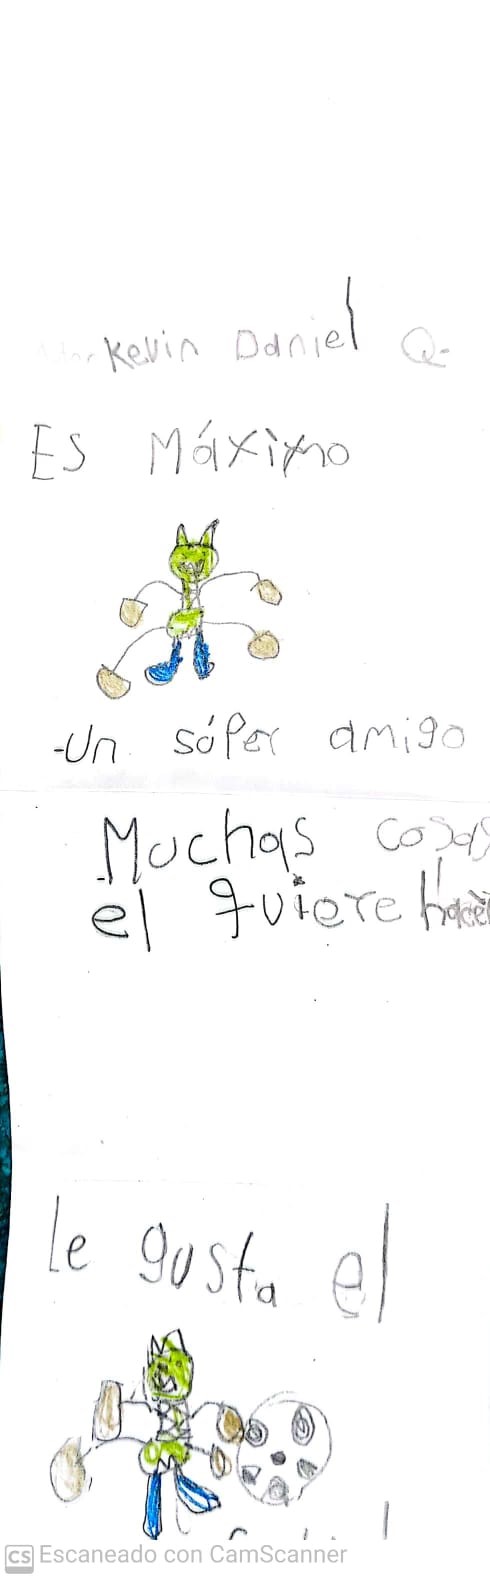 Kevin Daniel Q.
Es Máximo
-Un súper amigo
Muchas cosas
el quiere Hacer
le gusta el
CS Escaneado con CamScanner